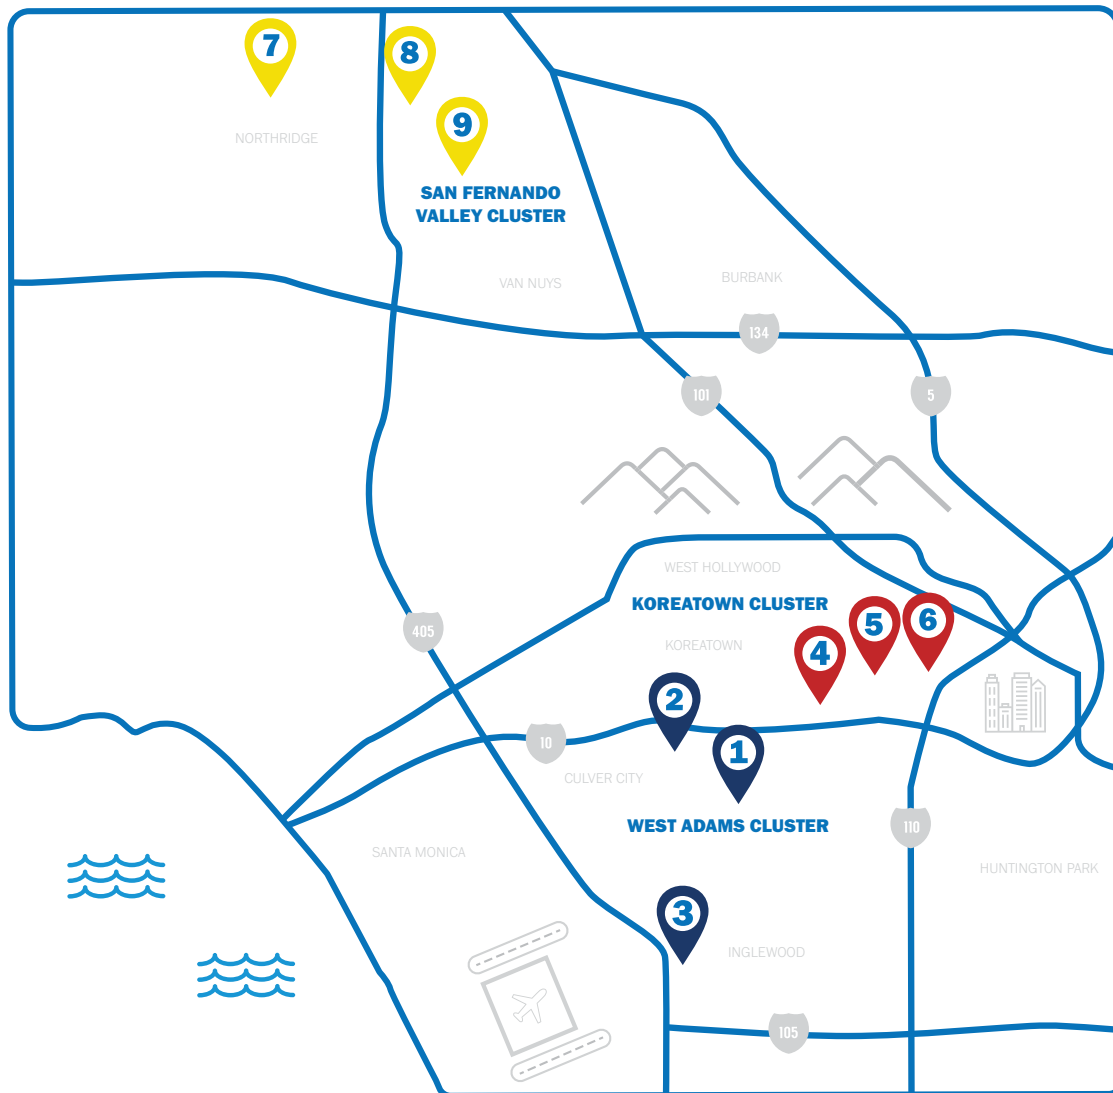 7
8
9
NORTHRIDGE
SAN FERNANDO
VALLEY CLUSTER
VAN NUYS
BURBANK
134
101
5
WEST HOLLYWOOD
KOREATOWN CLUSTER
405
KOREATOWN
4
5
6
2
10
1
CULVER CITY
WEST ADAMS CLUSTER
110
SANTA MONICA
HUNTINGTON PARK
3
INGLEWOOD
105